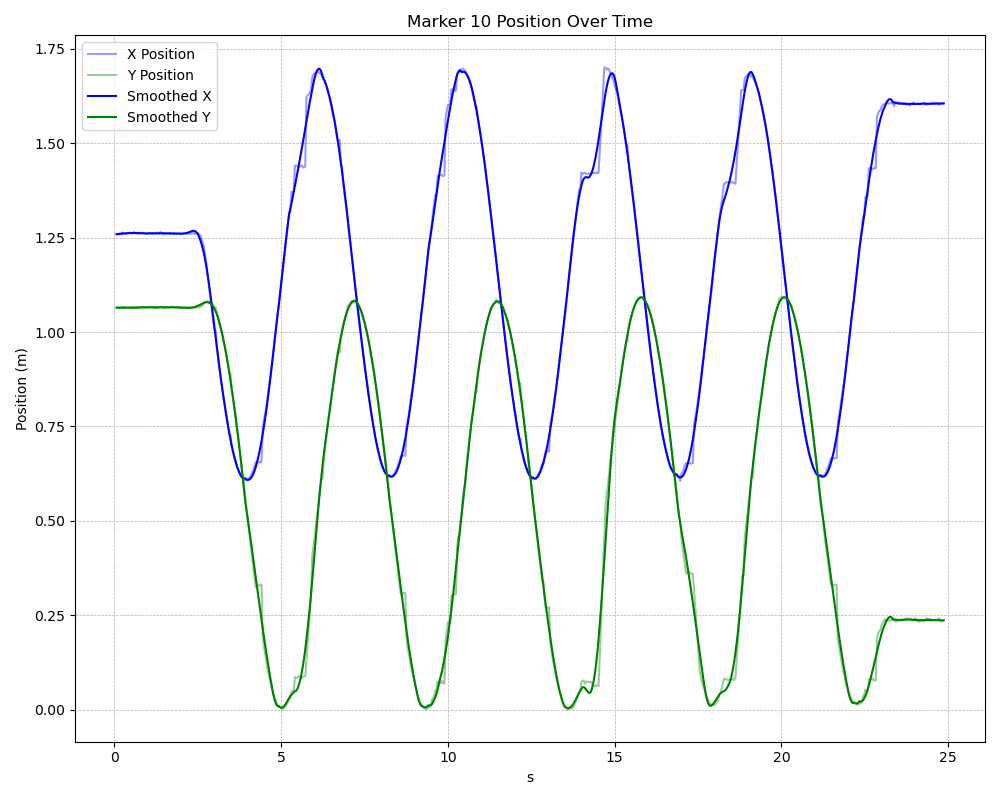 Marker 10 Position Over Time
X Position
Y Position
Smoothed X
Smoothed Y
Position (m)
1.75
1.50
1.25
1.00
0.75
0.50
0.25
0.00
0 5 10 15 20 25
s